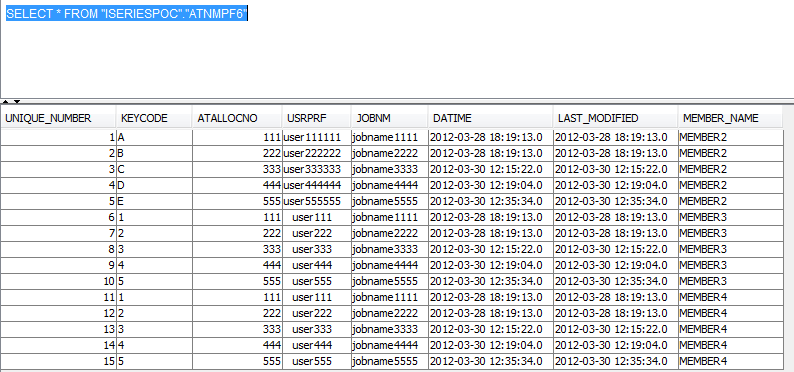 SELECT * FROM "ISERIESPOC"."ATNMPF6"
UNIQUE_NUMBER KEYCODE ATALLOCNO USRPRF JOBNM DATIME LAST_MODIFIED MEMBER_NAME
1 A 111 user111111 jobname1111 2012-03-28 18:19:13.0 2012-03-28 18:19:13.0 MEMBER2
2 B 222 user222222 jobname2222 2012-03-28 18:19:13.0 2012-03-28 18:19:13.0 MEMBER2
3 C 333 user333333 jobname3333 2012-03-30 12:15:22.0 2012-03-30 12:15:22.0 MEMBER2
4 D 444 user444444 jobname4444 2012-03-30 12:19:04.0 2012-03-30 12:19:04.0 MEMBER2
5 E 555 user555555 jobname5555 2012-03-30 12:35:34.0 2012-03-30 12:35:34.0 MEMBER2
6 1 111 user111 jobname1111 2012-03-28 18:19:13.0 2012-03-28 18:19:13.0 MEMBER3
7 2 222 user222 jobname2222 2012-03-28 18:19:13.0 2012-03-28 18:19:13.0 MEMBER3
8 3 333 user333 jobname3333 2012-03-30 12:15:22.0 2012-03-30 12:15:22.0 MEMBER3
9 4 444 user444 jobname4444 2012-03-30 12:19:04.0 2012-03-30 12:19:04.0 MEMBER3
10 5 555 user555 jobname5555 2012-03-30 12:35:34.0 2012-03-30 12:35:34.0 MEMBER3
11 1 111 user111 jobname1111 2012-03-28 18:19:13.0 2012-03-28 18:19:13.0 MEMBER4
12 2 222 user222 jobname2222 2012-03-28 18:19:13.0 2012-03-28 18:19:13.0 MEMBER4
13 3 333 user333 jobname3333 2012-03-30 12:15:22.0 2012-03-30 12:15:22.0 MEMBER4
14 4 444 user444 jobname4444 2012-03-30 12:19:04.0 2012-03-30 12:19:04.0 MEMBER4
15 5 555 user555 jobname5555 2012-03-30 12:35:34.0 2012-03-30 12:35:34.0 MEMBER4